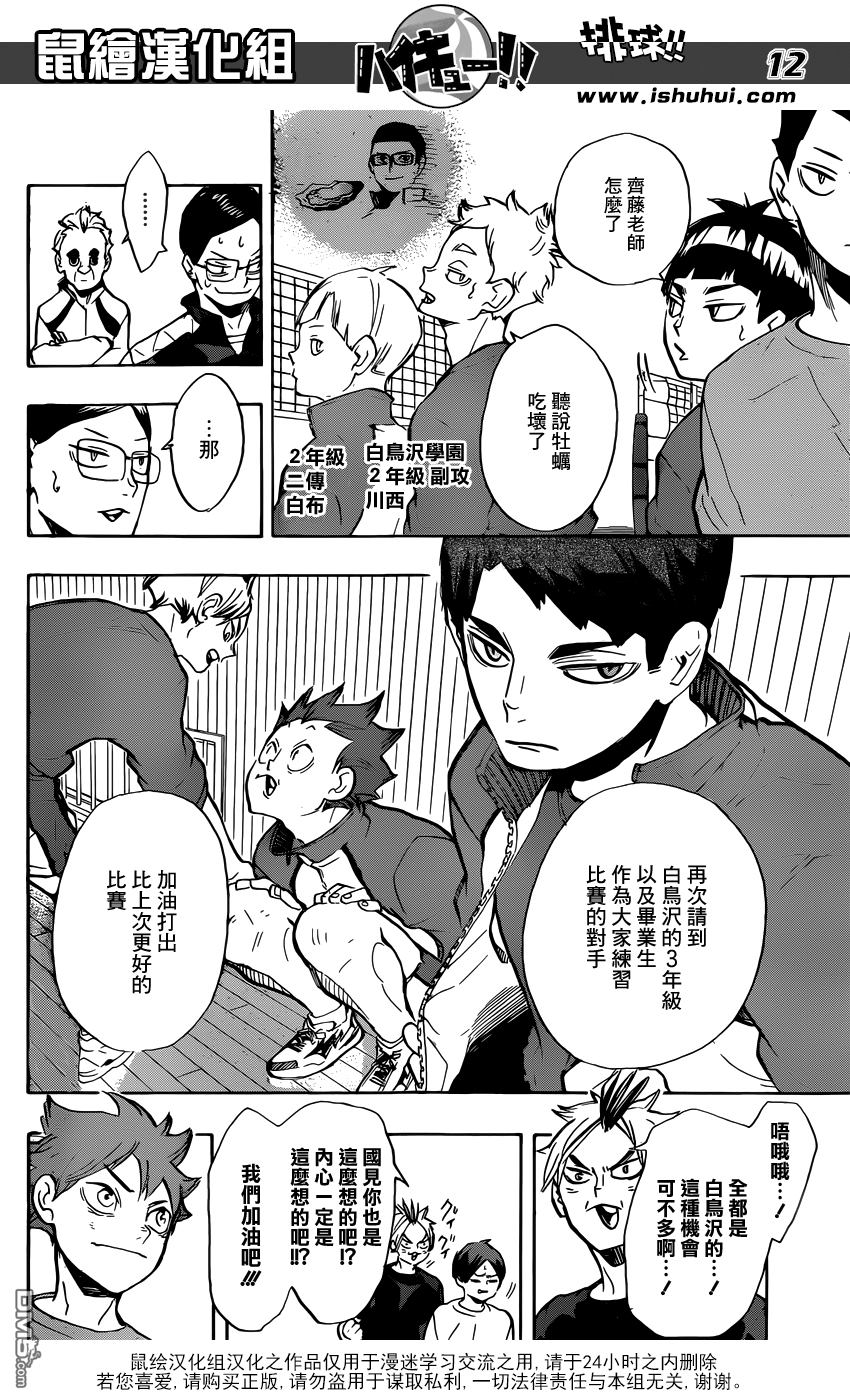 鼠繪漢化組
ハイキュー!!
排球!!
12
www.ishuhui.com
齊藤老師
怎麼了
聽說牡蠣
吃壞了
白鳥沢學園
2年級 副攻
川西
2年級
二傳
白布
……
…那
再次請到
白鳥沢的3年級
以及畢業生
作為大家練習
比賽的對手
加油打出
比上次更好的
比賽
唔哦哦…!
全都是
白鳥沢的…!
這種機會
可不多啊…!
國見你也是
這麼想的吧!?
內心一定是
這麼想的吧!!?
我們加油吧!!!
グイグイ
DM5.com
鼠绘汉化组汉化之作品仅用于漫迷学习交流之用, 请于24小时之内删除
若您喜爱, 请购买正版, 请勿盗用于谋取私利, 一切法律责任与本组无关, 谢谢。